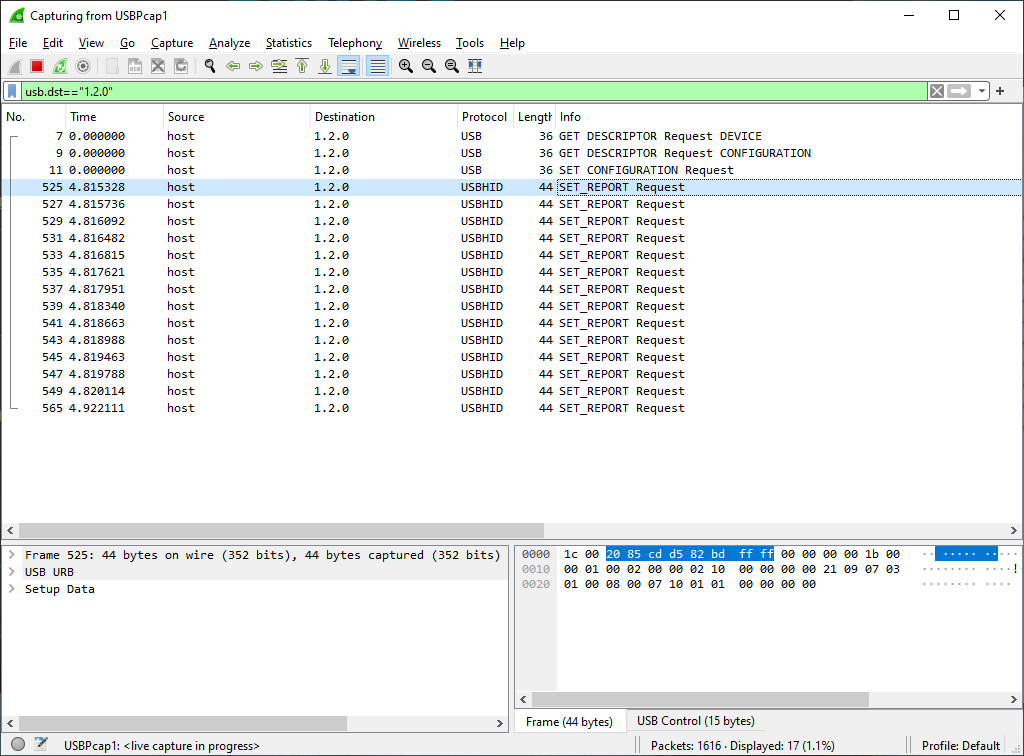 Capturing from USBPcap1
File Edit View Go Capture Analyze Statistics Telephony Wireless Tools Help
usb.dst=="1.2.0"
No. Time Source Destination Protocol Length Info
7 0.000000 host 1.2.0 USB 36 GET DESCRIPTOR Request DEVICE
9 0.000000 host 1.2.0 USB 36 GET DESCRIPTOR Request CONFIGURATION
11 0.000000 host 1.2.0 USB 36 SET CONFIGURATION Request
525 4.815328 host 1.2.0 USBHID 44 SET_REPORT Request
527 4.815736 host 1.2.0 USBHID 44 SET_REPORT Request
529 4.816092 host 1.2.0 USBHID 44 SET_REPORT Request
531 4.816482 host 1.2.0 USBHID 44 SET_REPORT Request
533 4.816815 host 1.2.0 USBHID 44 SET_REPORT Request
535 4.817621 host 1.2.0 USBHID 44 SET_REPORT Request
537 4.817951 host 1.2.0 USBHID 44 SET_REPORT Request
539 4.818340 host 1.2.0 USBHID 44 SET_REPORT Request
541 4.818663 host 1.2.0 USBHID 44 SET_REPORT Request
543 4.818988 host 1.2.0 USBHID 44 SET_REPORT Request
545 4.819463 host 1.2.0 USBHID 44 SET_REPORT Request
547 4.819788 host 1.2.0 USBHID 44 SET_REPORT Request
549 4.820114 host 1.2.0 USBHID 44 SET_REPORT Request
565 4.922111 host 1.2.0 USBHID 44 SET_REPORT Request
Frame 525: 44 bytes on wire (352 bits), 44 bytes captured (352 bits)
USB URB
Setup Data
0000 1c 00 20 85 cd d5 82 bd ff ff 00 00 00 00 1b 00 ·· ····· ·· ····
0010 00 01 00 02 00 00 02 10 00 00 00 00 21 09 07 03 ········ ····!
0020 01 00 08 00 07 10 01 01 00 00 00 00 ········ ····
Frame (44 bytes) USB Control (15 bytes)
USBPcap1: <live capture in progress> Packets: 1616 · Displayed: 17 (1.1%) Profile: Default